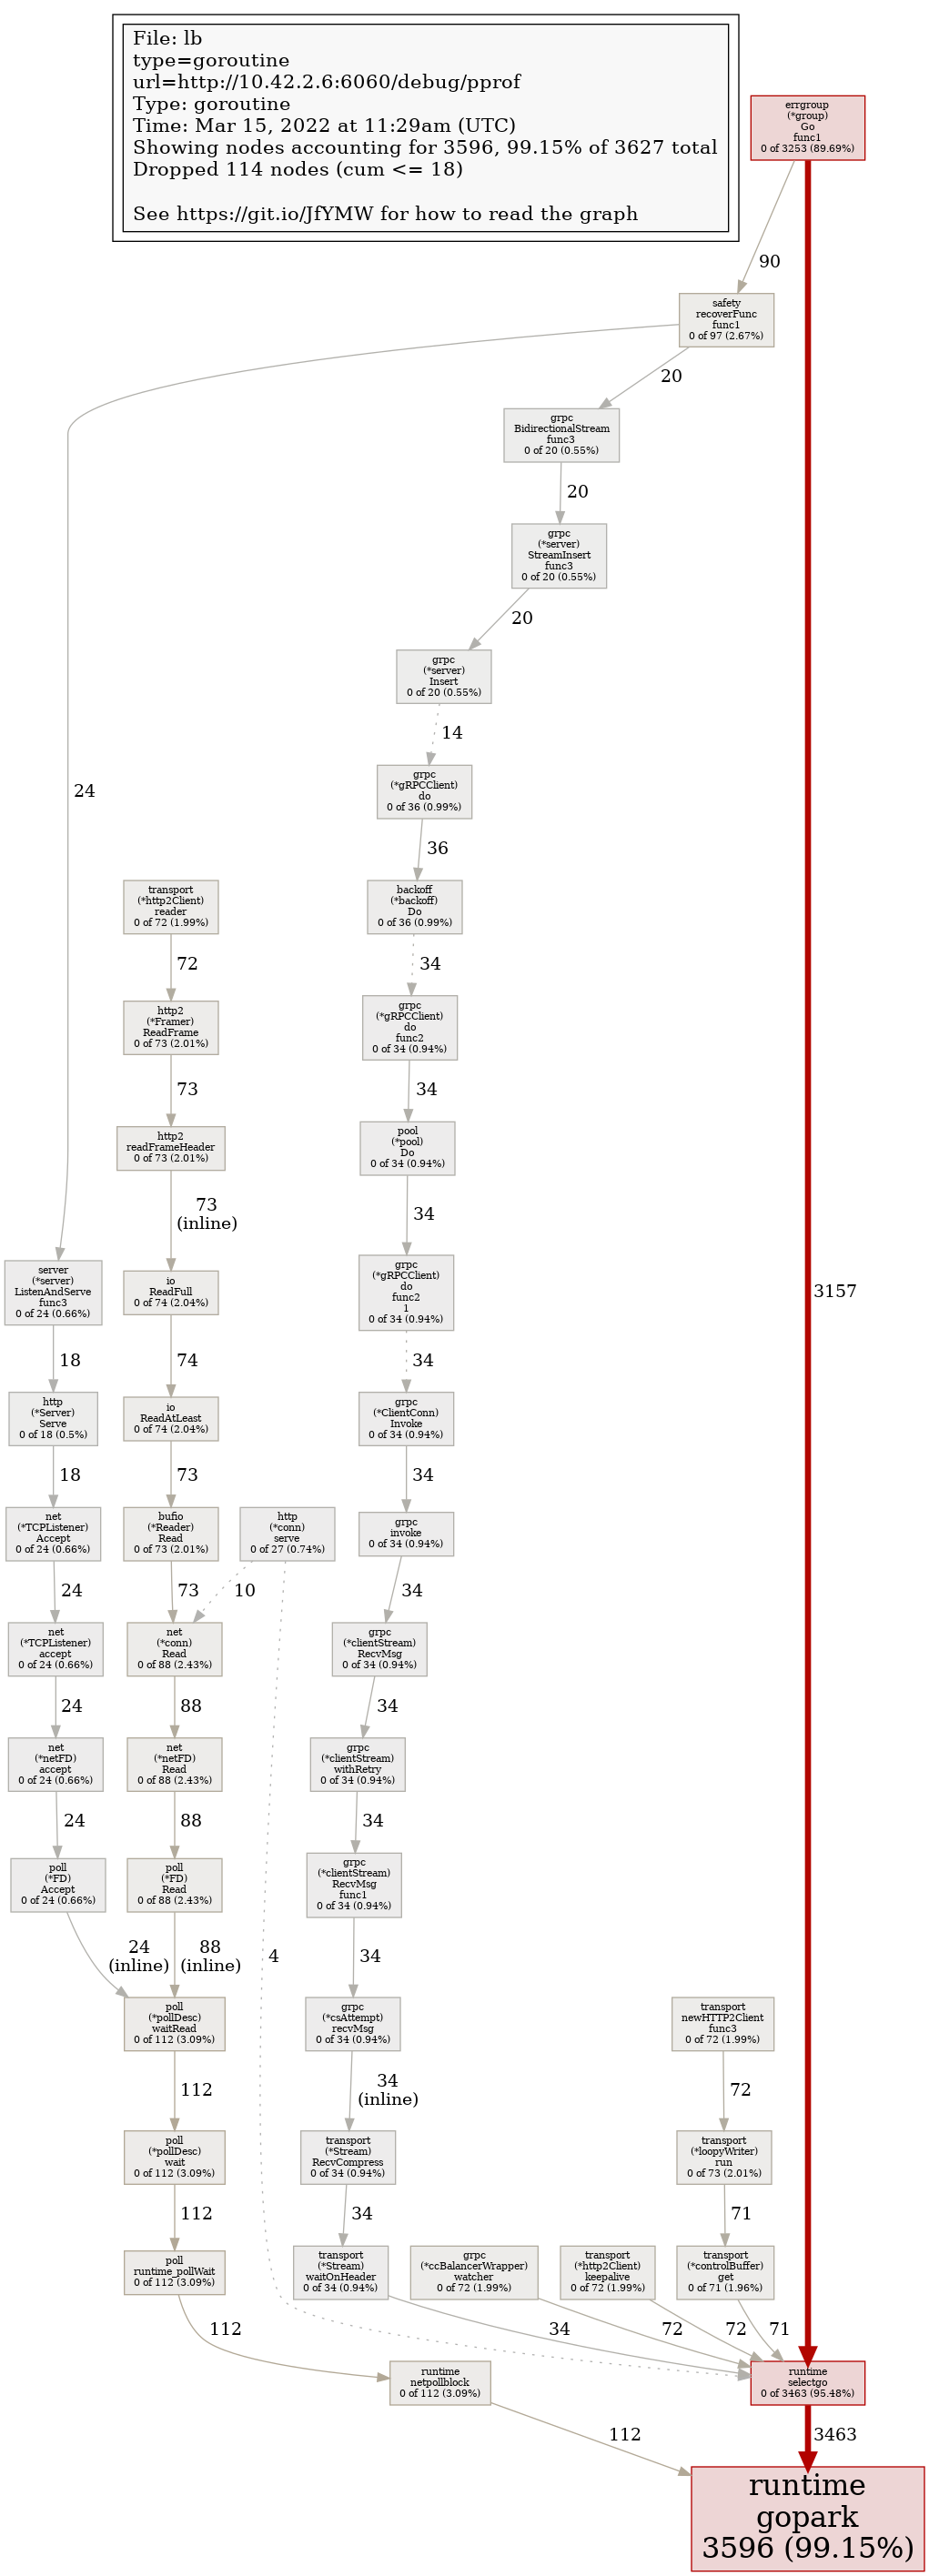 File: lb
type=goroutine
url=http://10.42.2.6:6060/debug/pprof
Type: goroutine
Time: Mar 15, 2022 at 11:29am (UTC)
Showing nodes accounting for 3596, 99.15% of 3627 total
Dropped 114 nodes (cum <= 18)
See https://git.io/JfYMW for how to read the graph
errgroup
(*group)
Go
func1
0 of 3253 (89.69%)
90
safety
recoverFunc
func1
0 of 97 (2.67%)
20
grpc
BidirectionalStream
func3
0 of 20 (0.55%)
20
grpc
(*server)
StreamInsert
func3
0 of 20 (0.55%)
20
grpc
(*server)
Insert
0 of 20 (0.55%)
14
grpc
(*gRPCClient)
do
0 of 36 (0.99%)
24
36
transport
(*http2Client)
reader
0 of 72 (1.99%)
backoff
(*backoff)
Do
0 of 36 (0.99%)
72
34
http2
(*Framer)
ReadFrame
0 of 73 (2.01%)
grpc
(*gRPCClient)
do
func2
0 of 34 (0.94%)
73
34
http2
readFrameHeader
0 of 73 (2.01%)
pool
(*pool)
Do
0 of 34 (0.94%)
73
(inline)
34
server
(*server)
ListenAndServe
func3
0 of 24 (0.66%)
io
ReadFull
0 of 74 (2.04%)
grpc
(*gRPCClient)
do
func2
1
0 of 34 (0.94%)
3157
18
74
34
http
(*Server)
Serve
0 of 18 (0.5%)
io
ReadAtLeast
0 of 74 (2.04%)
grpc
(*ClientConn)
Invoke
0 of 34 (0.94%)
18
73
34
net
(*TCPListener)
Accept
0 of 24 (0.66%)
bufio
(*Reader)
Read
0 of 73 (2.01%)
http
(*conn)
serve
0 of 27 (0.74%)
grpc
invoke
0 of 34 (0.94%)
24
73
10
34
net
(*TCPListener)
accept
0 of 24 (0.66%)
net
(*conn)
Read
0 of 88 (2.43%)
grpc
(*clientStream)
RecvMsg
0 of 34 (0.94%)
24
88
34
net
(*netFD)
accept
0 of 24 (0.66%)
net
(*netFD)
Read
0 of 88 (2.43%)
grpc
(*clientStream)
withRetry
0 of 34 (0.94%)
24
88
34
poll
(*FD)
Accept
0 of 24 (0.66%)
poll
(*FD)
Read
0 of 88 (2.43%)
grpc
(*clientStream)
RecvMsg
func1
0 of 34 (0.94%)
24
(inline)
88
(inline)
4
34
poll
(*pollDesc)
waitRead
0 of 112 (3.09%)
grpc
(*csAttempt)
recvMsg
0 of 34 (0.94%)
transport
newHTTP2Client
func3
0 of 72 (1.99%)
112
34
(inline)
72
poll
(*pollDesc)
wait
0 of 112 (3.09%)
transport
(*Stream)
RecvCompress
0 of 34 (0.94%)
transport
(*loopyWriter)
run
0 of 73 (2.01%)
112
34
71
poll
runtime_pollWait
0 of 112 (3.09%)
transport
(*Stream)
waitOnHeader
0 of 34 (0.94%)
grpc
(*ccBalancerWrapper)
watcher
0 of 72 (1.99%)
transport
(*http2Client)
keepalive
0 of 72 (1.99%)
transport
(*controlBuffer)
get
0 of 71 (1.96%)
112
34
72
72
71
runtime
netpollblock
0 of 112 (3.09%)
runtime
selectgo
0 of 3463 (95.48%)
112
3463
runtime
gopark
3596 (99.15%)